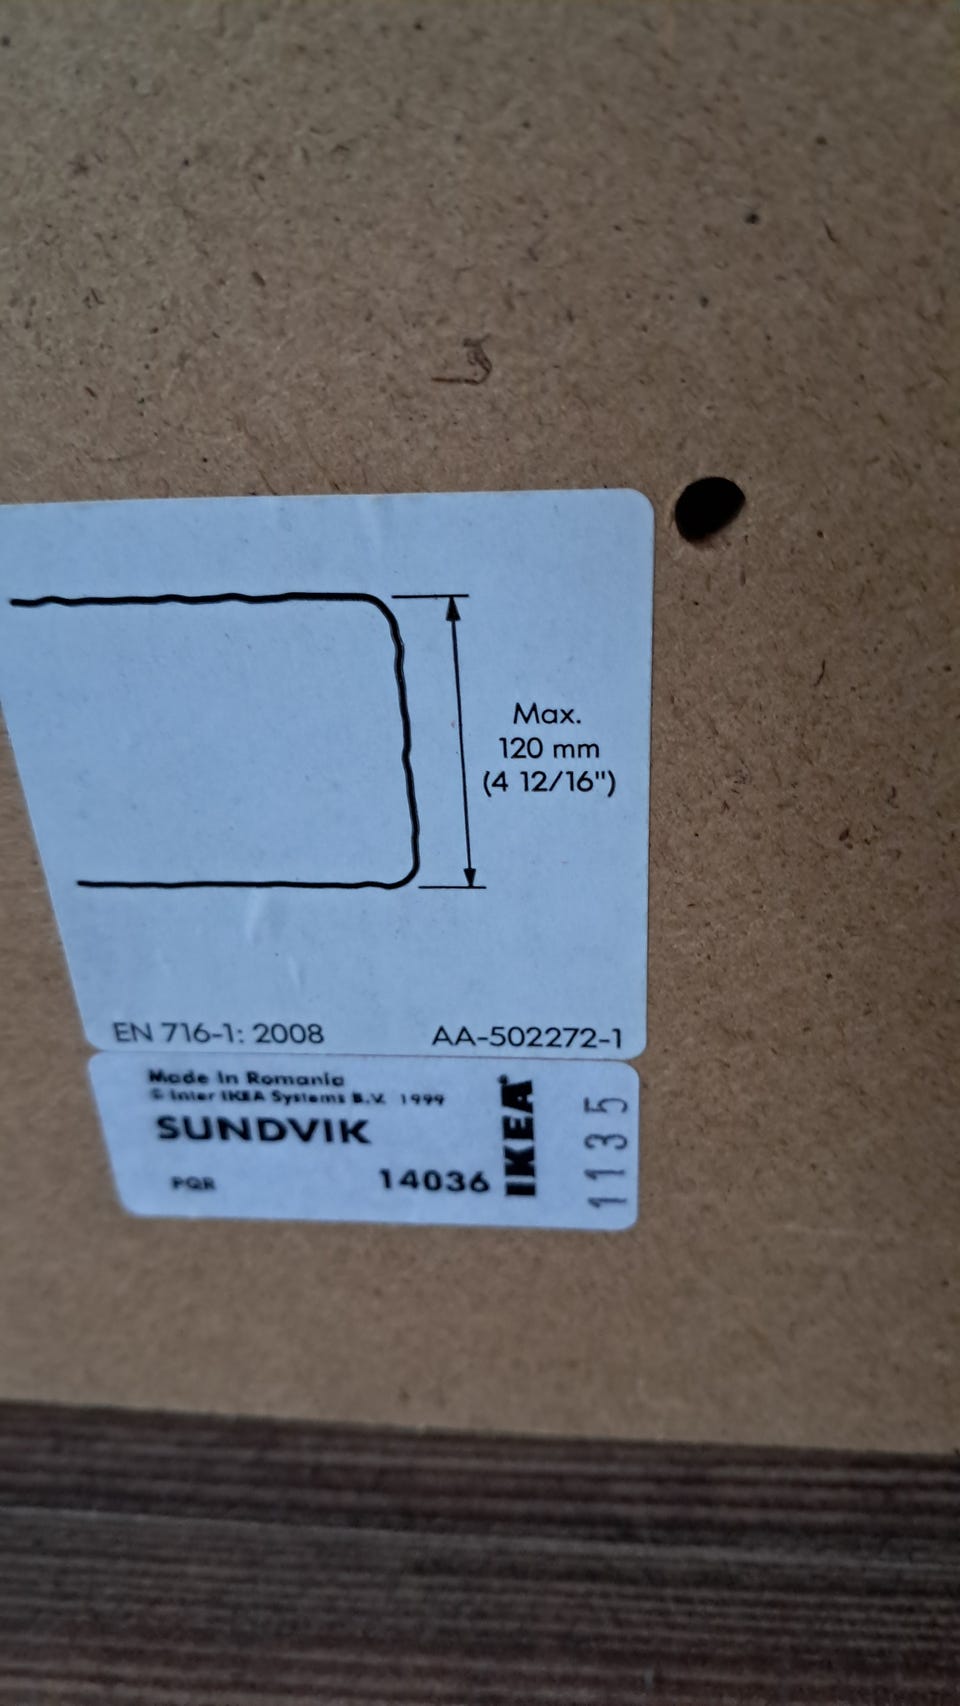 Max.
120 mm
(4 12/16")
EN 716-1: 2008 AA-502272-1
Made in Romania
© Inter IKEA Systems B.V. 1999
SUNDVIK
PQR 14036
IKEA®
1135